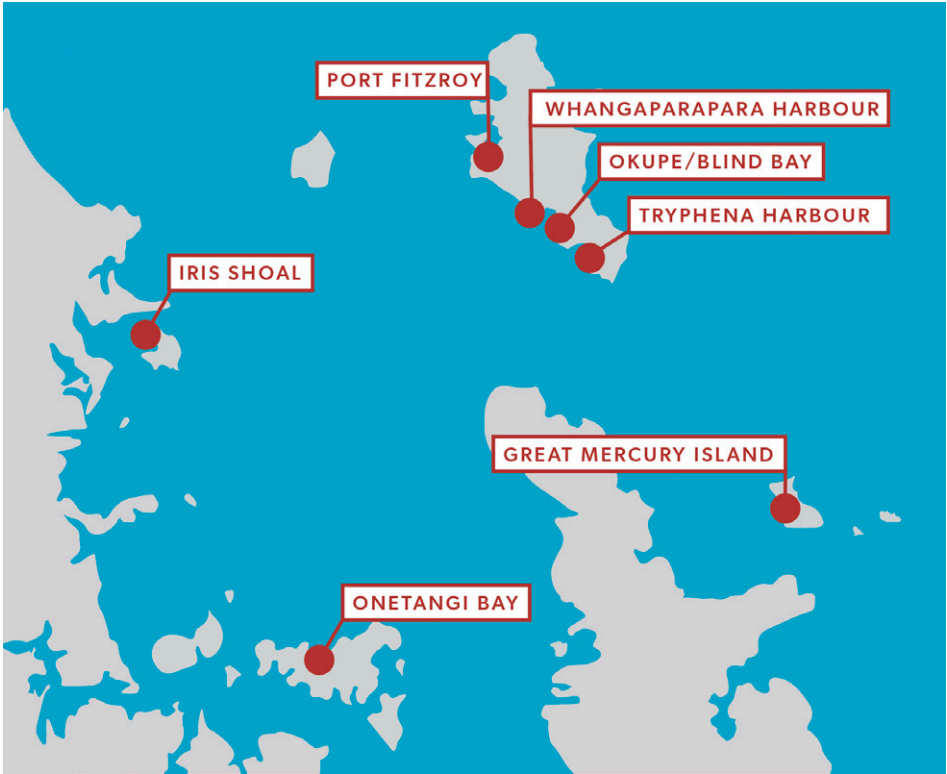 PORT FITZROY
WHANGAPARAPARA HARBOUR
OKUPE/BLIND BAY
TRYPHENA HARBOUR
IRIS SHOAL
GREAT MERCURY ISLAND
ONETANGI BAY